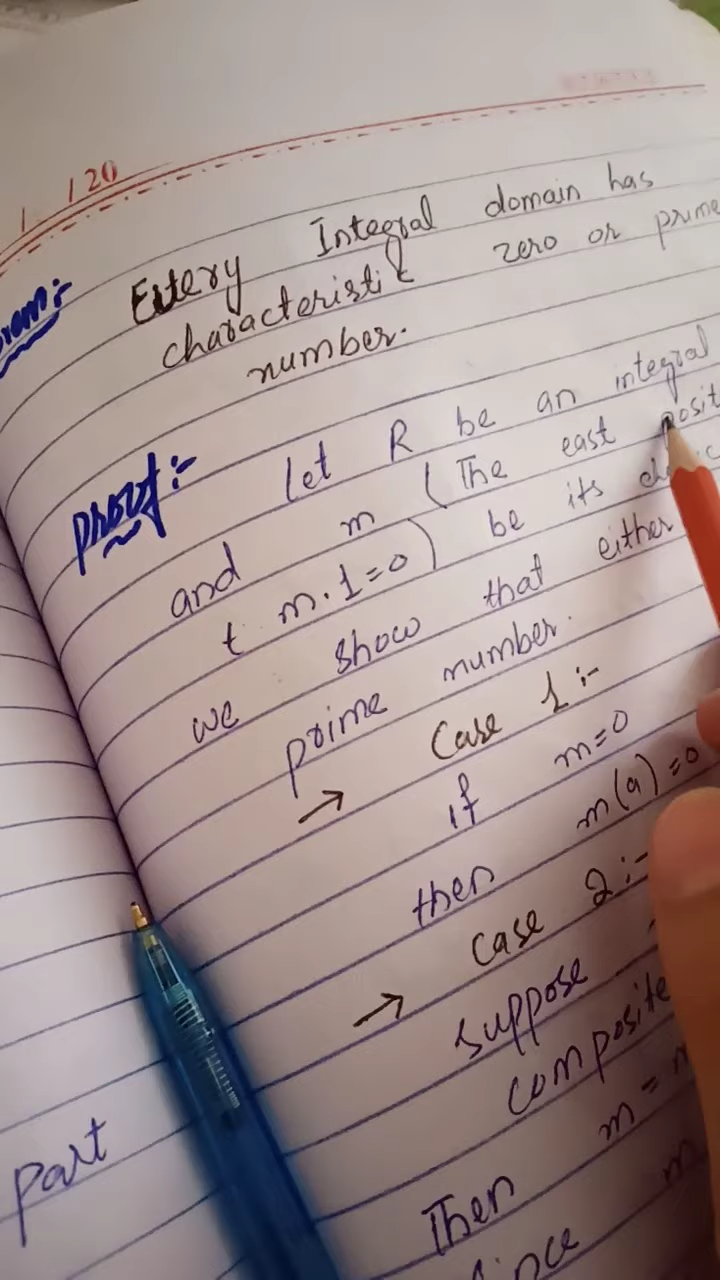 120
Every Integral domain has
characteristic zero or prime
number.
Proof:-
Let R be an integral
and m (The east posit
t m.1=0) be its
we show that either
prime number.
→ Case 1:-
if m=0
then m(a)=0
→ Case 2:-
suppose
composite
m = m
Then m
Since
part